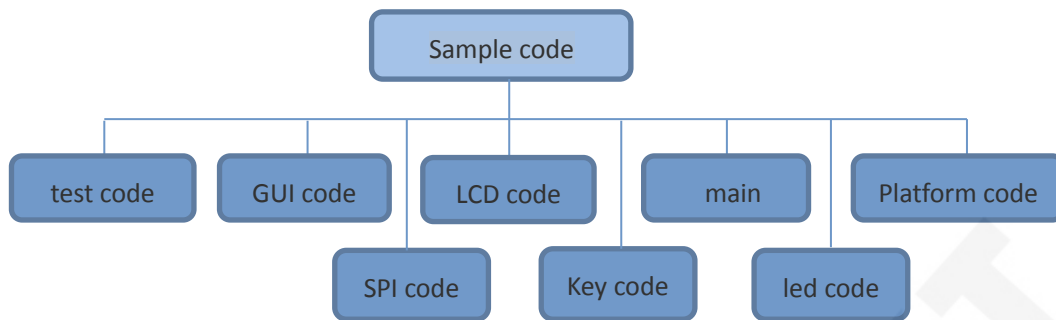 Sample code
test code
GUI code
LCD code
main
Platform code
SPI code
Key code
led code